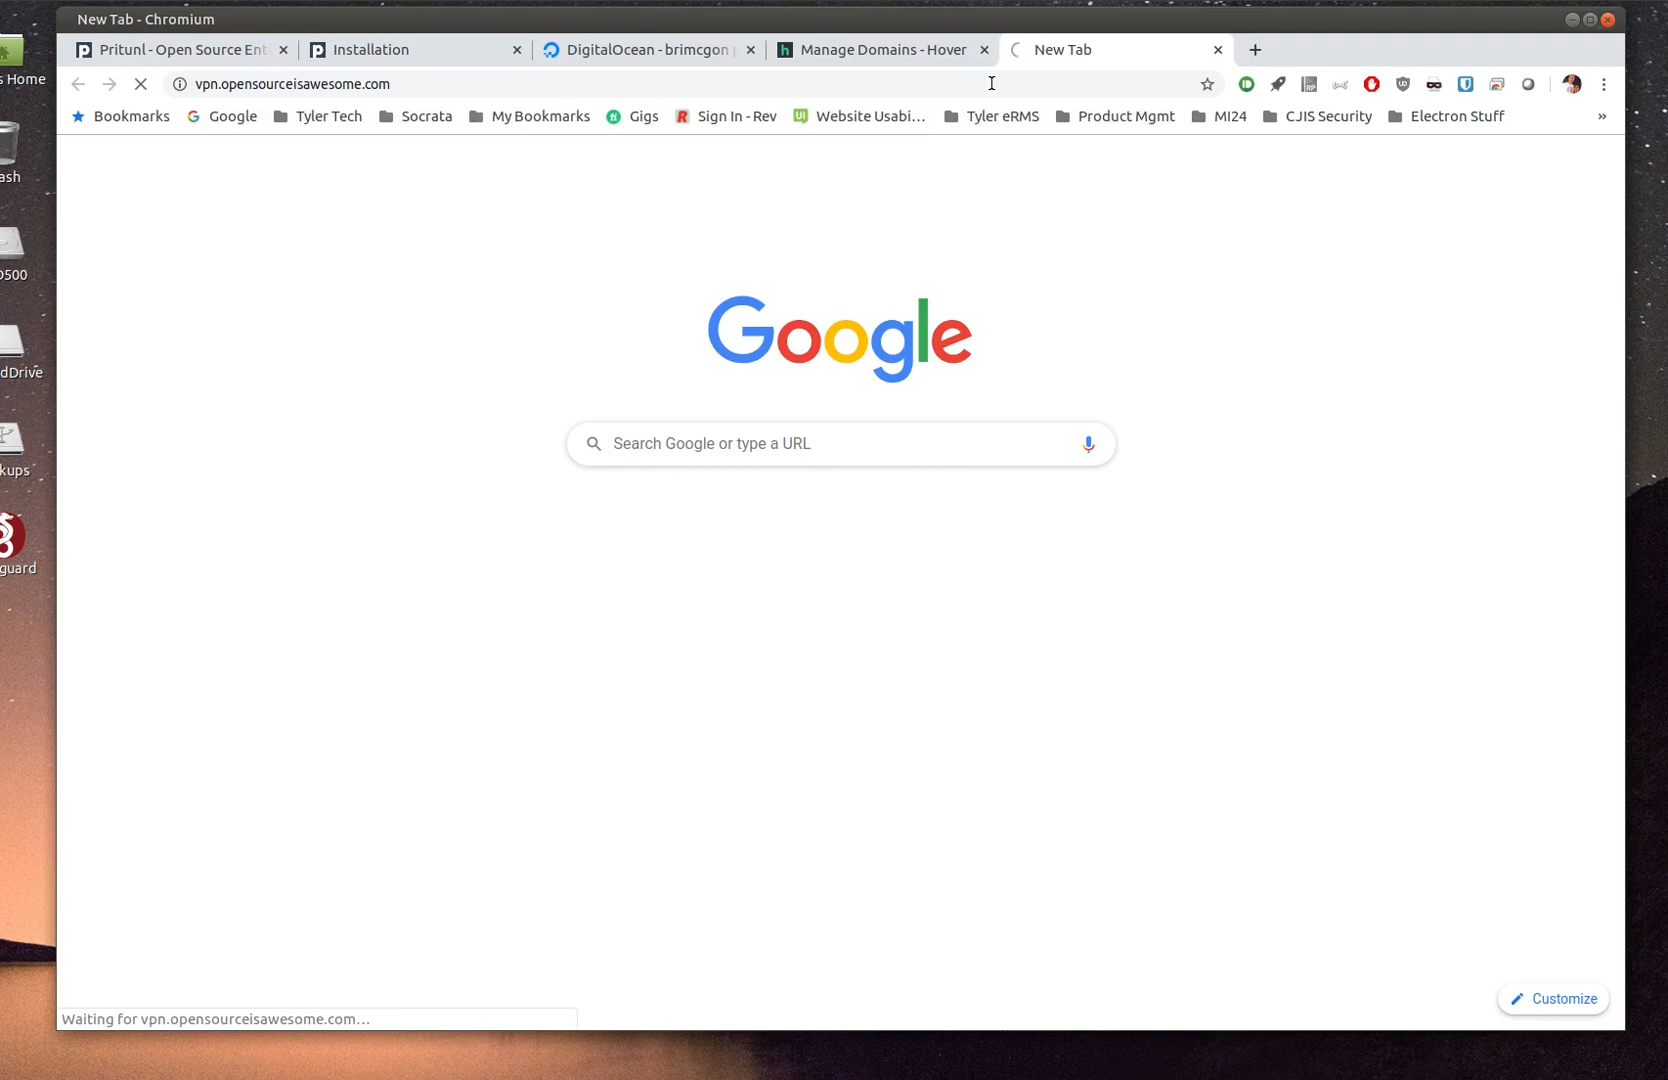 New Tab - Chromium
Pritunl - Open Source Ent
Installation
DigitalOcean - brimcgon
Manage Domains - Hover
New Tab
vpn.opensourceisawesome.com
Bookmarks
Google
Tyler Tech
Socrata
My Bookmarks
Gigs
Sign In - Rev
Website Usabi...
Tyler eRMS
Product Mgmt
MI24
CJIS Security
Electron Stuff
»
s Home
ash
0500
dDrive
kups
guard
Google
Search Google or type a URL
Customize
Waiting for vpn.opensourceisawesome.com...